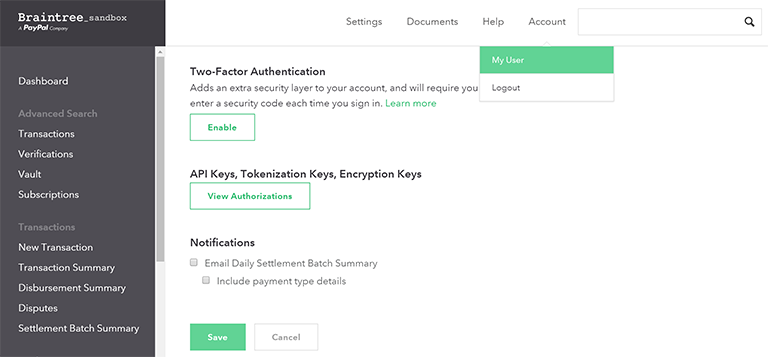 Braintree_sandbox
A PayPal Company
Settings
Documents
Help
Account
My User
Logout
Dashboard
Advanced Search
Transactions
Verifications
Vault
Subscriptions
Transactions
New Transaction
Transaction Summary
Disbursement Summary
Disputes
Settlement Batch Summary
Two-Factor Authentication
Adds an extra security layer to your account, and will require you
enter a security code each time you sign in. Learn more
Enable
API Keys, Tokenization Keys, Encryption Keys
View Authorizations
Notifications
Email Daily Settlement Batch Summary
Include payment type details
Save
Cancel